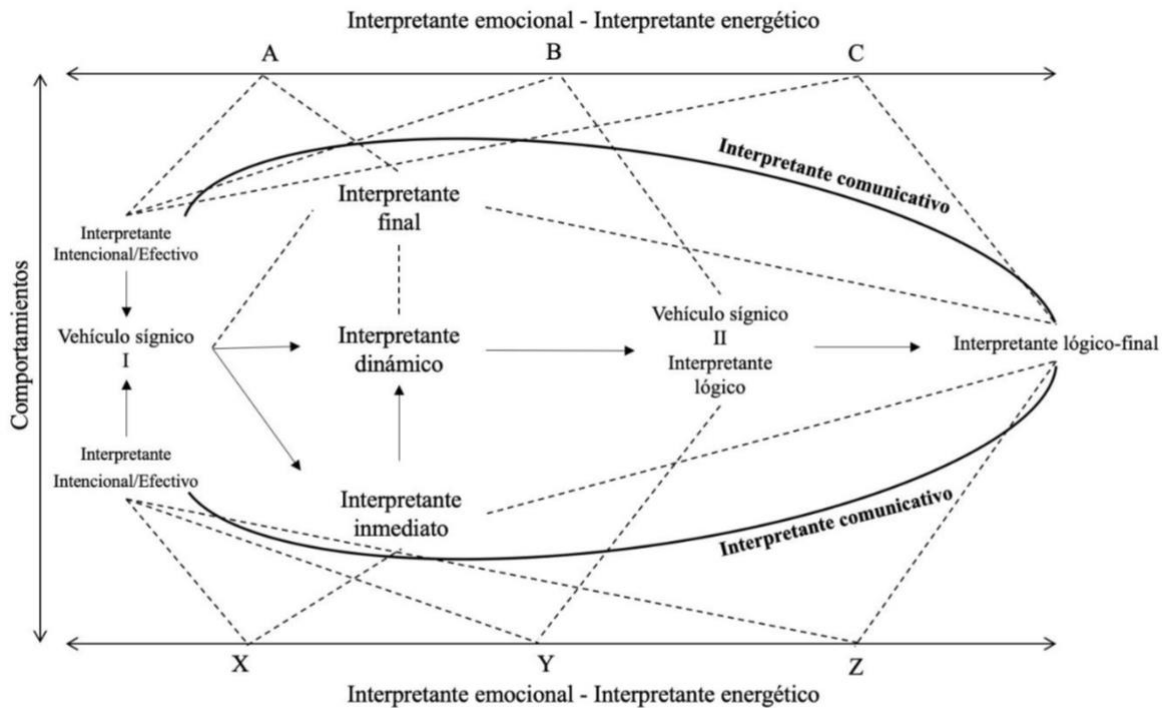 Interpretante emocional - Interpretante energético
A
B
C
Comportamientos
Interpretante comunicativo
Interpretante
final
Interpretante
Intencional/Efectivo
Vehículo sígnico
I
Interpretante
dinámico
Vehículo sígnico
II
Interpretante
lógico
Interpretante lógico-final
Interpretante
Intencional/Efectivo
Interpretante
inmediato
Interpretante comunicativo
X
Y
Z
Interpretante emocional - Interpretante energético